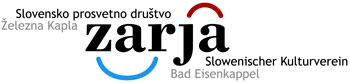 Slovensko prosvetno društvo
Železna Kapla
zarja
Slowenischer Kulturverein
Bad Eisenkappel